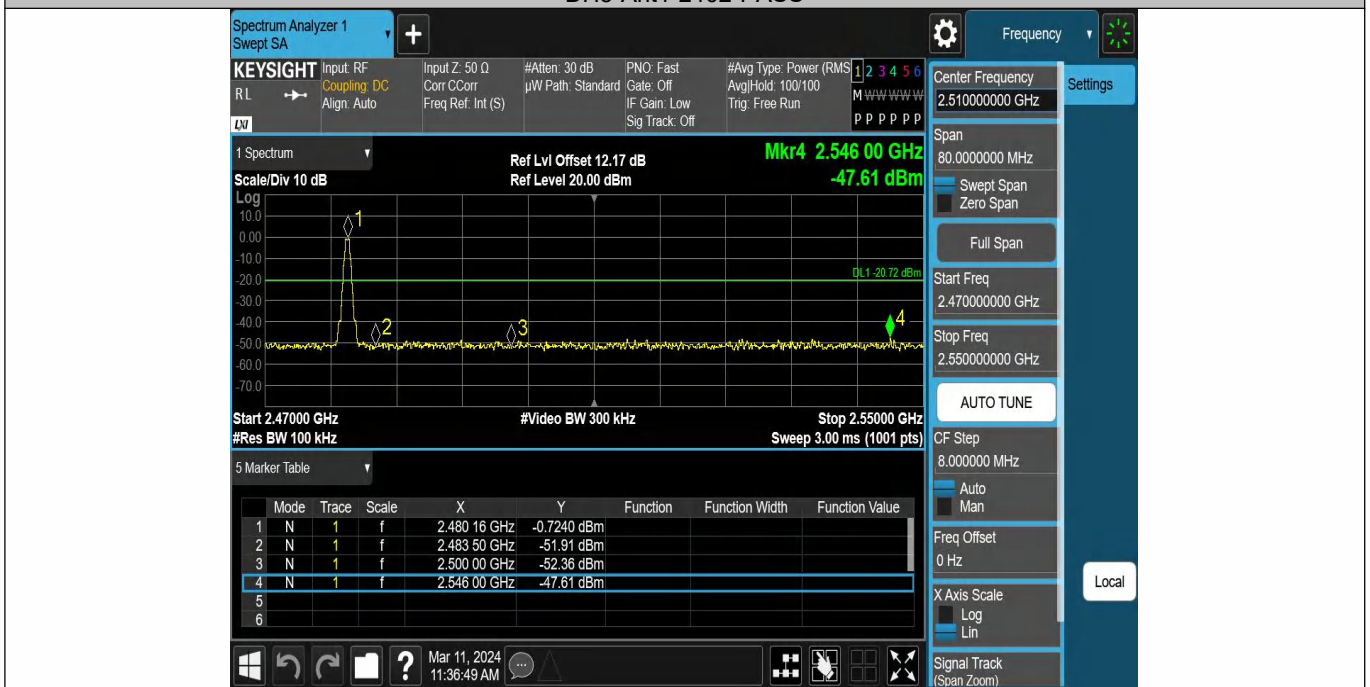 Spectrum Analyzer 1
Swept SA
+
Frequency
KEYSIGHT
RL
LXI
Input: RF
Coupling: DC
Align: Auto
Input Z: 50 Ω
Corr CCorr
Freq Ref: Int (S)
#Atten: 30 dB
µW Path: Standard
PNO: Fast
Gate: Off
IF Gain: Low
Sig Track: Off
#Avg Type: Power (RMS
Avg|Hold: 100/100
Trig: Free Run
1 2 3 4 5 6
M W W W W W
P P P P P P
1 Spectrum
Scale/Div 10 dB
Ref Lvl Offset 12.17 dB
Ref Level 20.00 dBm
Mkr4 2.546 00 GHz
-47.61 dBm
Log
10.0
0.00
-10.0
-20.0
-30.0
-40.0
-50.0
-60.0
-70.0
1
2
3
4
DL1 -20.72 dBm
Start 2.47000 GHz
#Video BW 300 kHz
Stop 2.55000 GHz
#Res BW 100 kHz
Sweep 3.00 ms (1001 pts)
5 Marker Table
Mode Trace Scale X Y Function Function Width Function Value
1 N 1 f 2.480 16 GHz -0.7240 dBm
2 N 1 f 2.483 50 GHz -51.91 dBm
3 N 1 f 2.500 00 GHz -52.36 dBm
4 N 1 f 2.546 00 GHz -47.61 dBm
5
6
?
Mar 11, 2024
11:36:49 AM
Center Frequency
2.510000000 GHz
Settings
Span
80.0000000 MHz
Swept Span
Zero Span
Full Span
Start Freq
2.470000000 GHz
Stop Freq
2.550000000 GHz
AUTO TUNE
CF Step
8.000000 MHz
Auto
Man
Freq Offset
0 Hz
X Axis Scale
Log
Lin
Local
Signal Track
(Span Zoom)